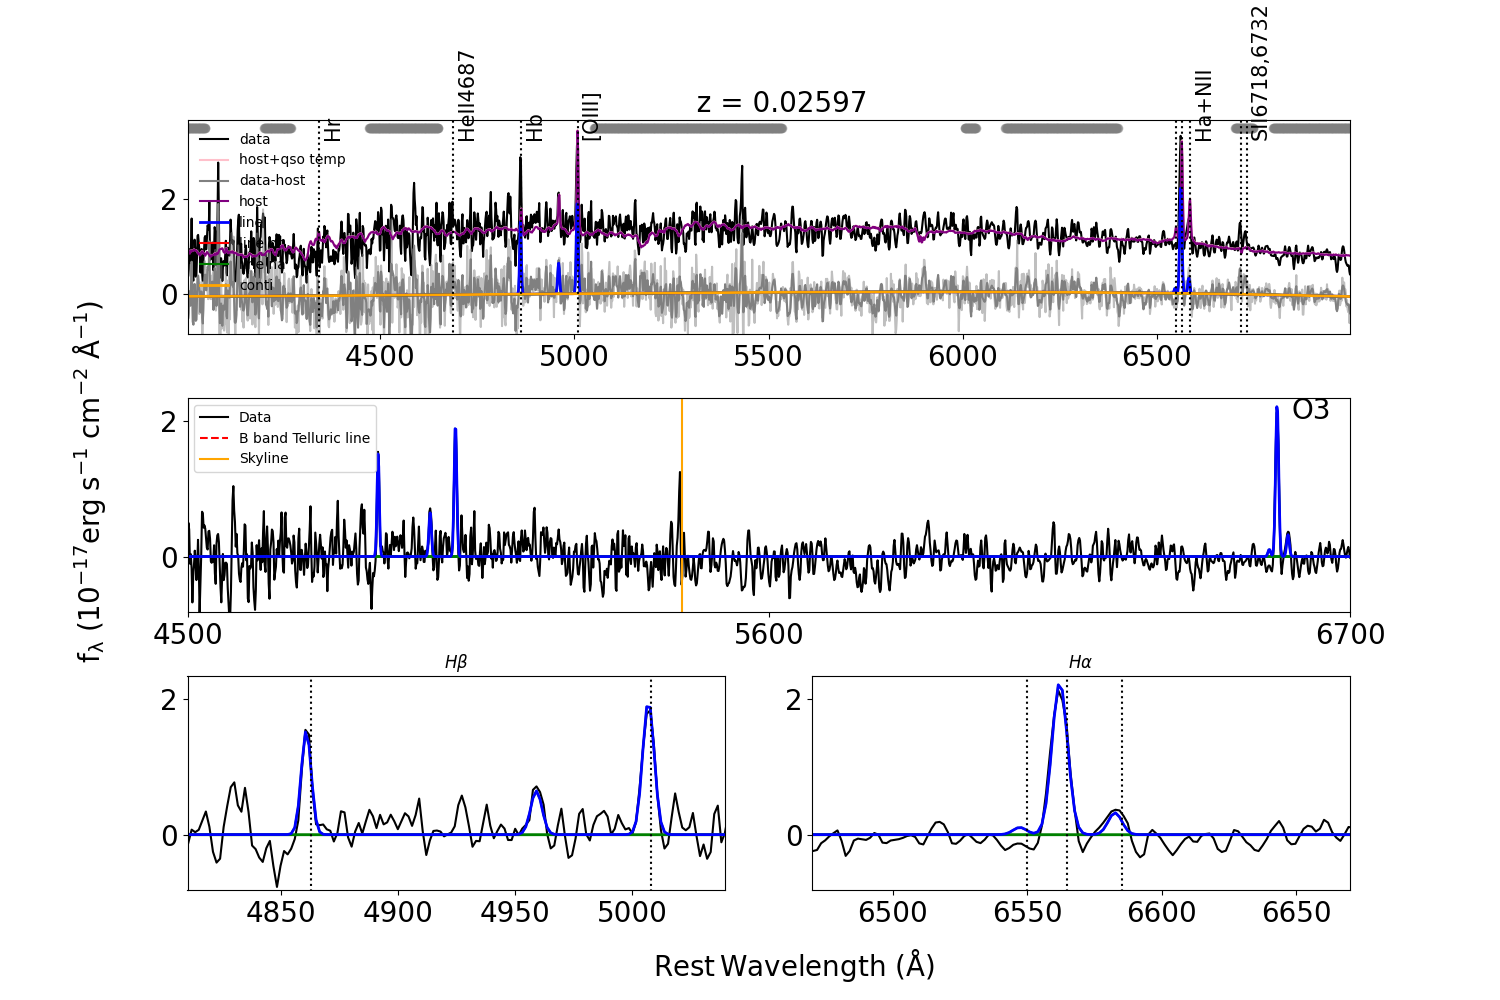 z = 0.02597
Hr
HeII4687
Hb
[OIII]
Ha+NII
SII6718,6732
data
host+qso temp
data-host
host
line
conti
2
0
4500
5000
5500
6000
6500
fλ (10⁻¹⁷erg s⁻¹ cm⁻² Å⁻¹)
Data
B band Telluric line
Skyline
O3
2
0
4500
5600
6700
Hβ
2
0
4850
4900
4950
5000
Hα
2
0
6500
6550
6600
6650
Rest Wavelength (Å)